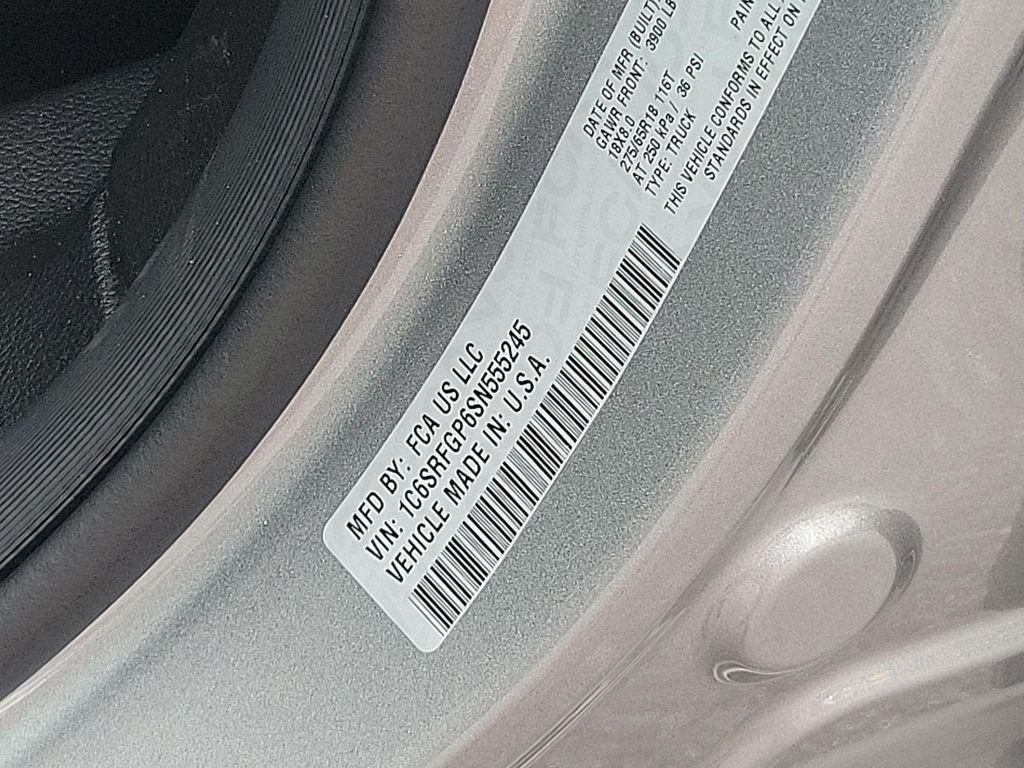 MFD BY: FCA US LLC
VIN: 1C6SRFGP6SN555245
VEHICLE MADE IN: U.S.A.
DATE OF MFR (BUILT)
GAWR FRONT: 3900 LB
18X8.0
275/65R18 116T
AT 250 kPa// 36 PSI
TYPE: TRUCK
THIS VEHICLE CONFORMS TO ALL
STANDARDS IN EFFECT ON
PAIN